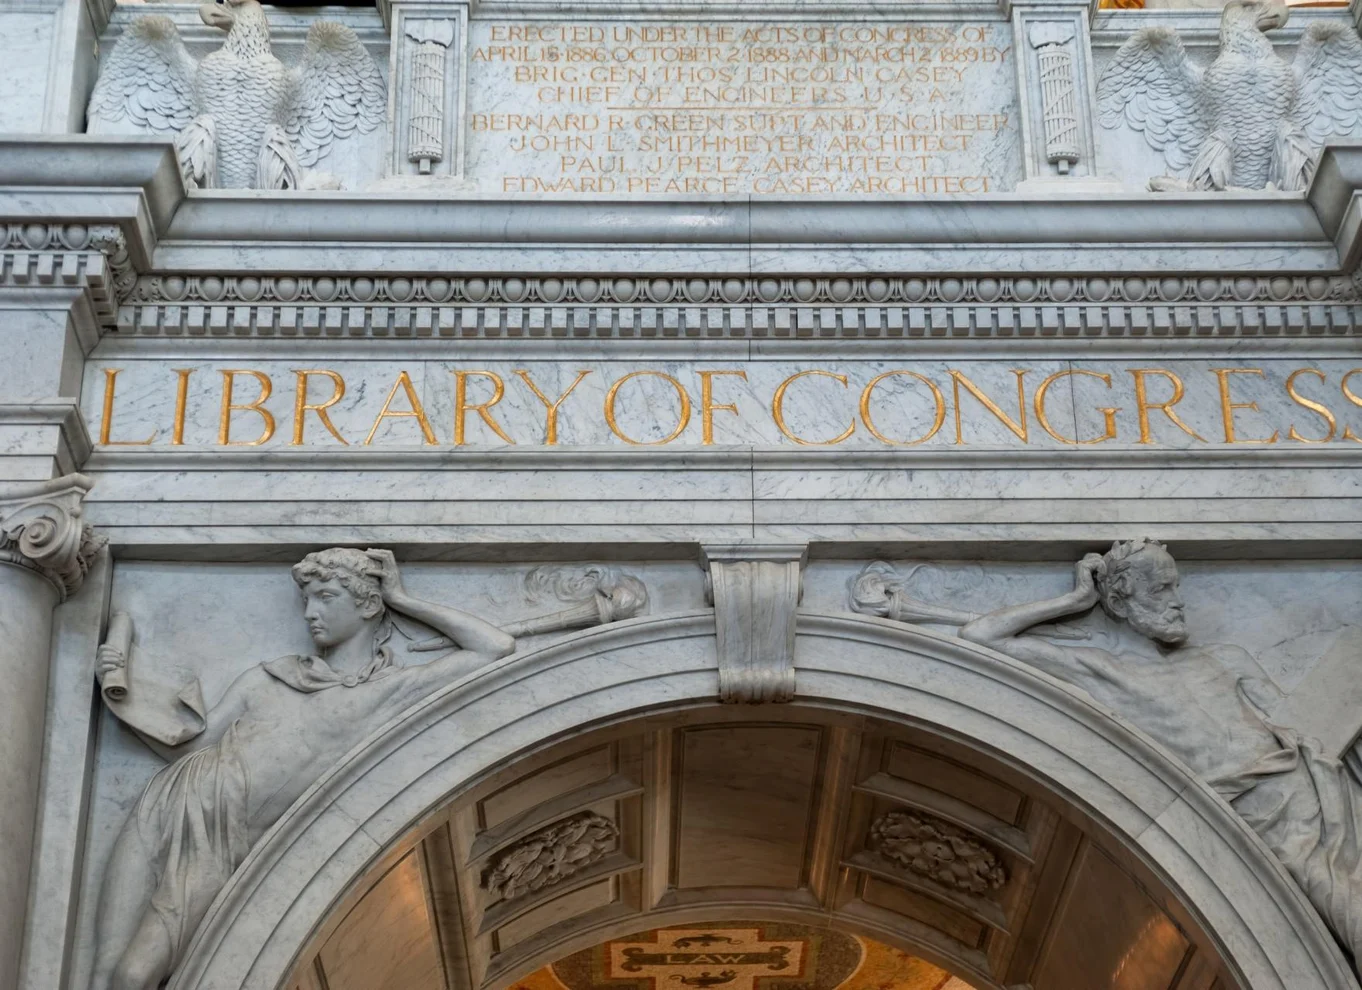 ERECTED UNDER THE ACTS OF CONGRESS OF
APRIL 15·1886 OCTOBER 2·1888 AND MARCH 2·1889 BY
BRIG·GEN·THOS·LINCOLN CASEY
CHIEF OF ENGINEERS U·S·A·
BERNARD R·GREEN SUP'T AND ENGINEER
JOHN L·SMITHMEYER ARCHITECT
PAUL J·PELZ ARCHITECT
EDWARD PEARCE CASEY ARCHITECT
LIBRARY OF CONGRESS
LAW